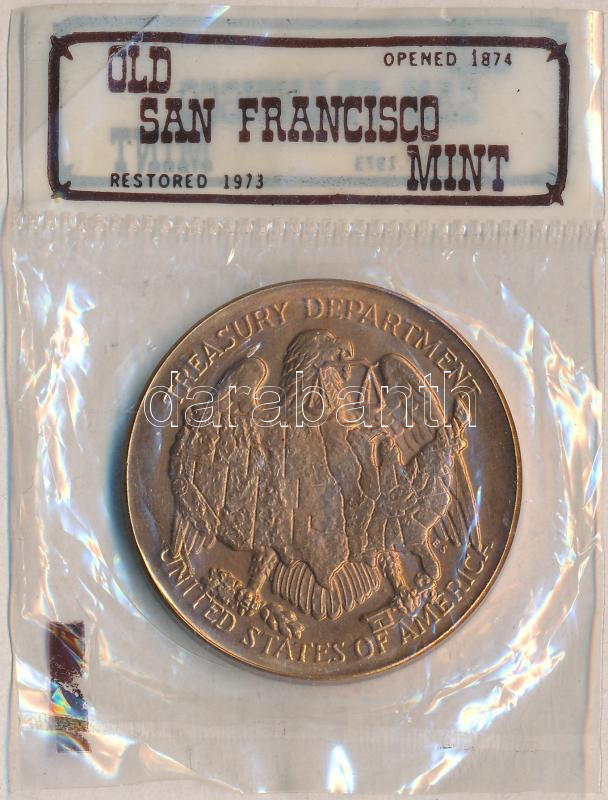 OLD
OPENED 1874
SAN FRANCISCO
RESTORED 1973
MINT
TREASURY DEPARTMENT
darabanth
UNITED STATES OF AMERICA